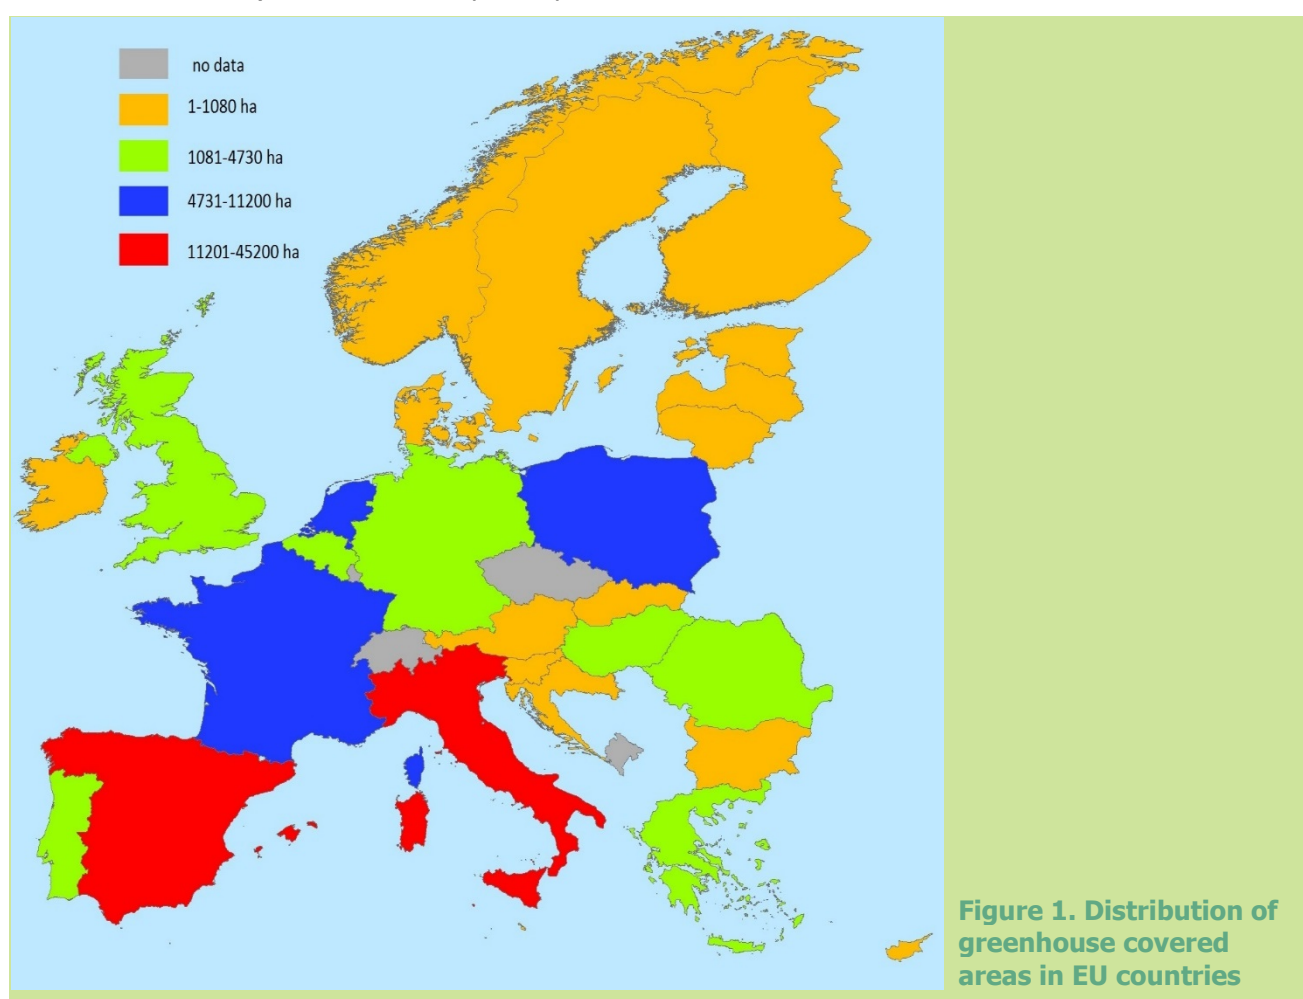 no data
1-1080 ha
1081-4730 ha
4731-11200 ha
11201-45200 ha
Figure 1. Distribution of
greenhouse covered
areas in EU countries